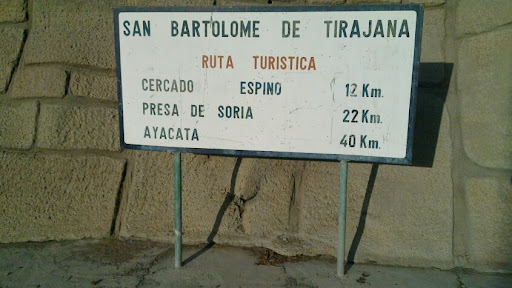 SAN BARTOLOME DE TIRAJANA
RUTA TURISTICA
CERCADO ESPINO 12 Km.
PRESA DE SORIA 22 Km.
AYACATA 40 Km.